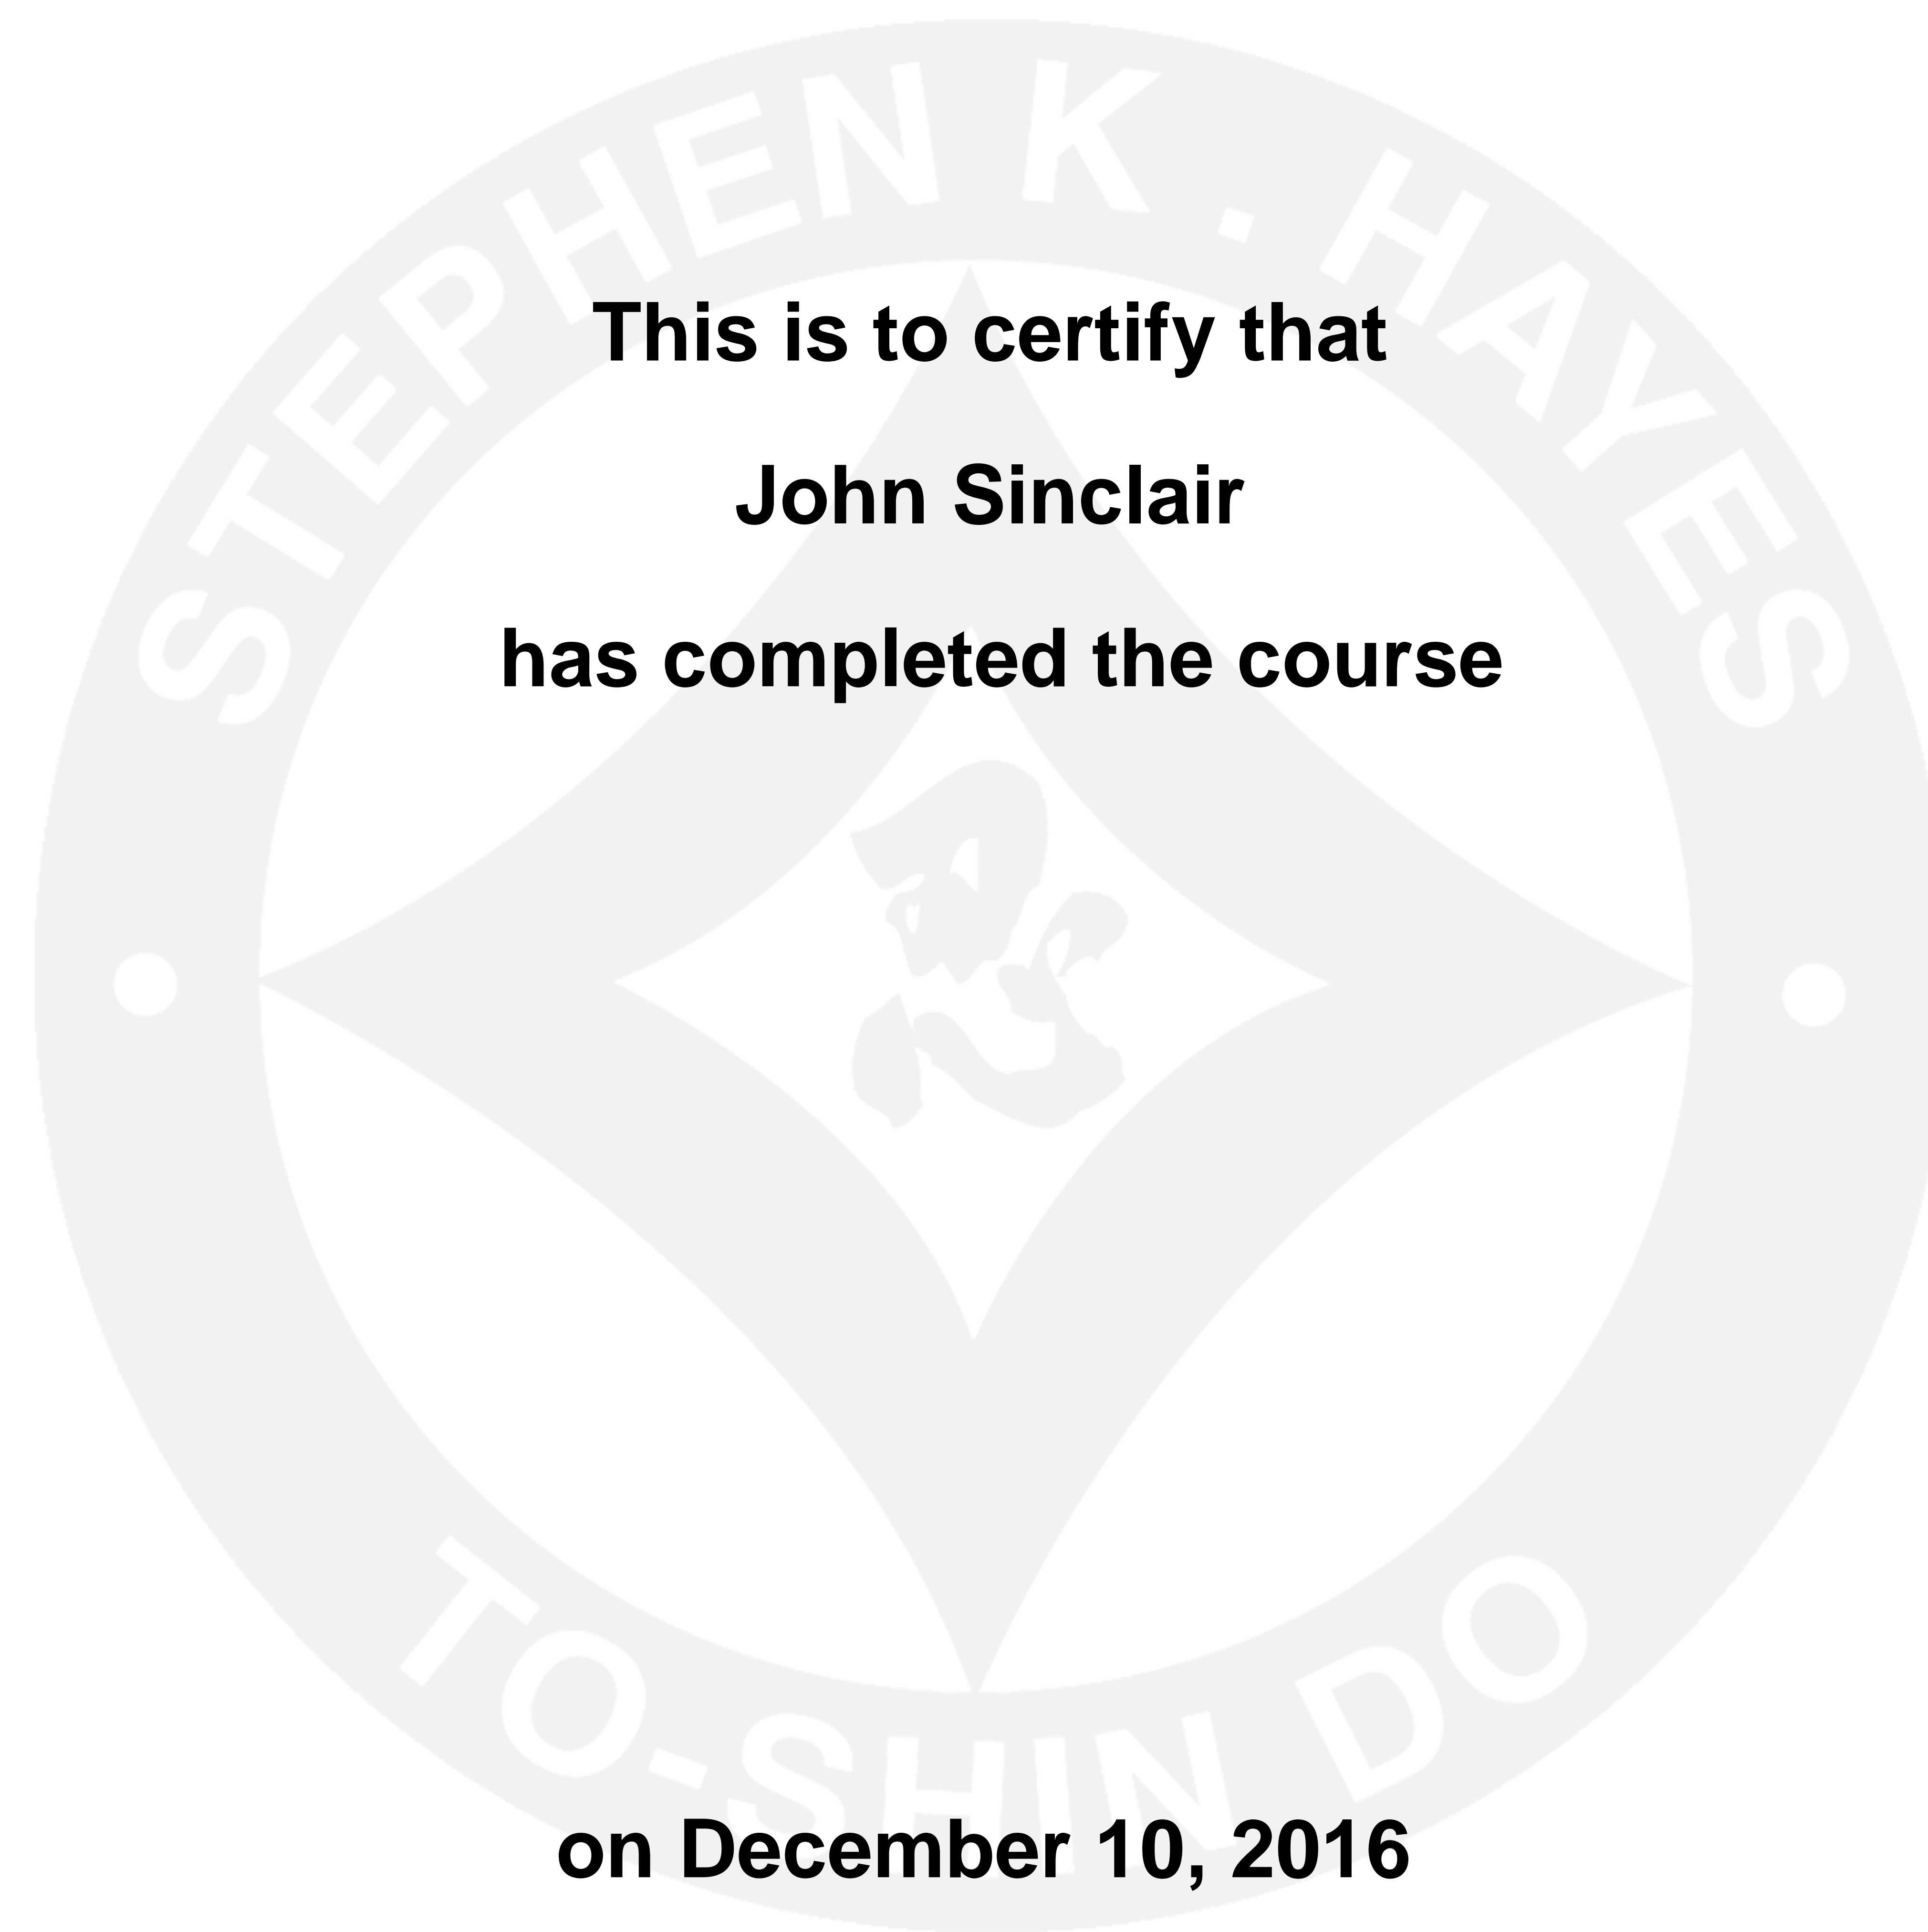 STEPHEN K. HAYES
This is to certify that
John Sinclair
has completed the course
忍
TO-SHIN DO
on December 10, 2016